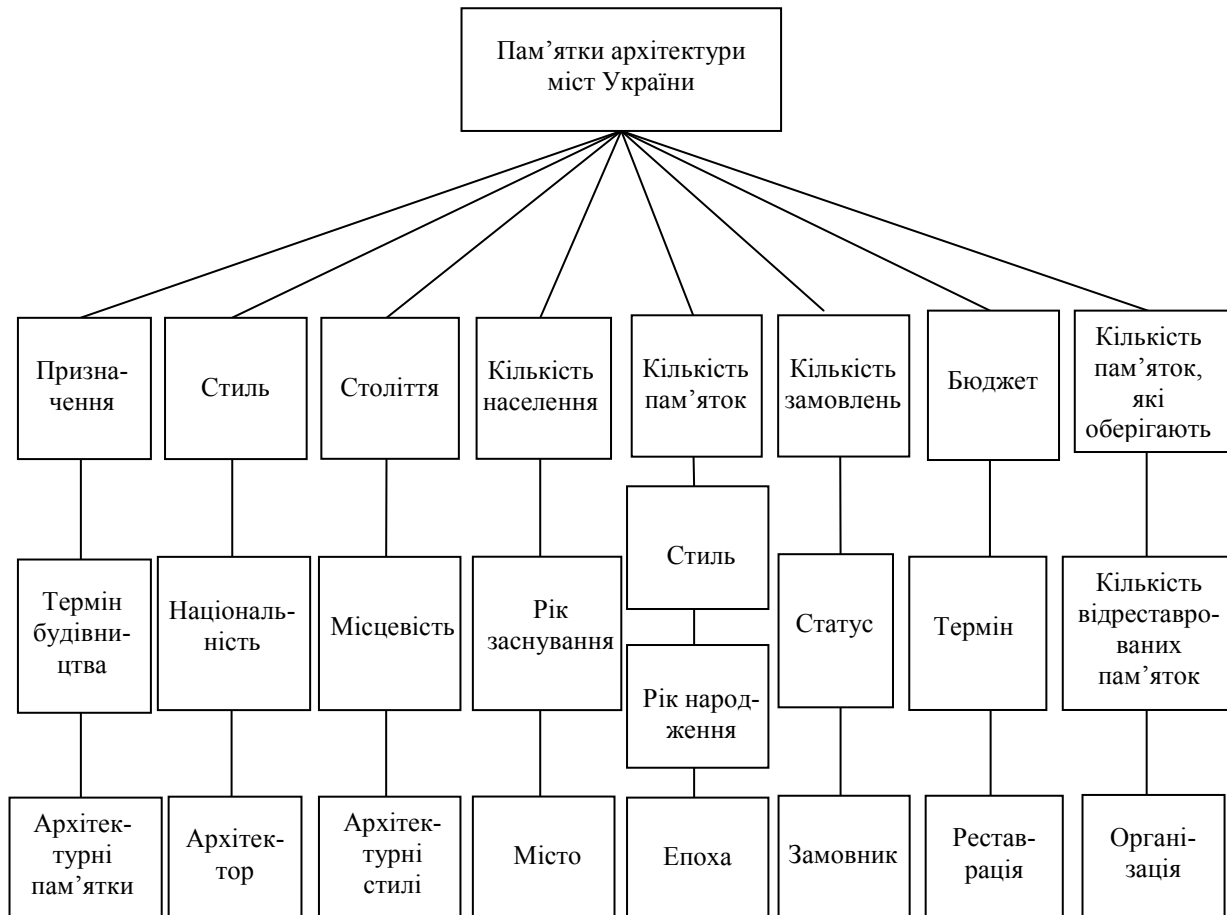 Пам’ятки архітектури
міст України
Призна-
чення
Стиль
Століття
Кількість
населення
Кількість
пам’яток
Кількість
замовлень
Бюджет
Кількість
пам’яток,
які
оберігають
Термін
будівни-
цтва
Національ-
ність
Місцевість
Рік
заснування
Стиль
Рік народ-
ження
Статус
Термін
Кількість
відреставро-
ваних
пам’яток
Архітек-
турні
пам’ятки
Архітек-
тор
Архітек-
турні
стилі
Місто
Епоха
Замовник
Рестав-
рація
Органі-
зація